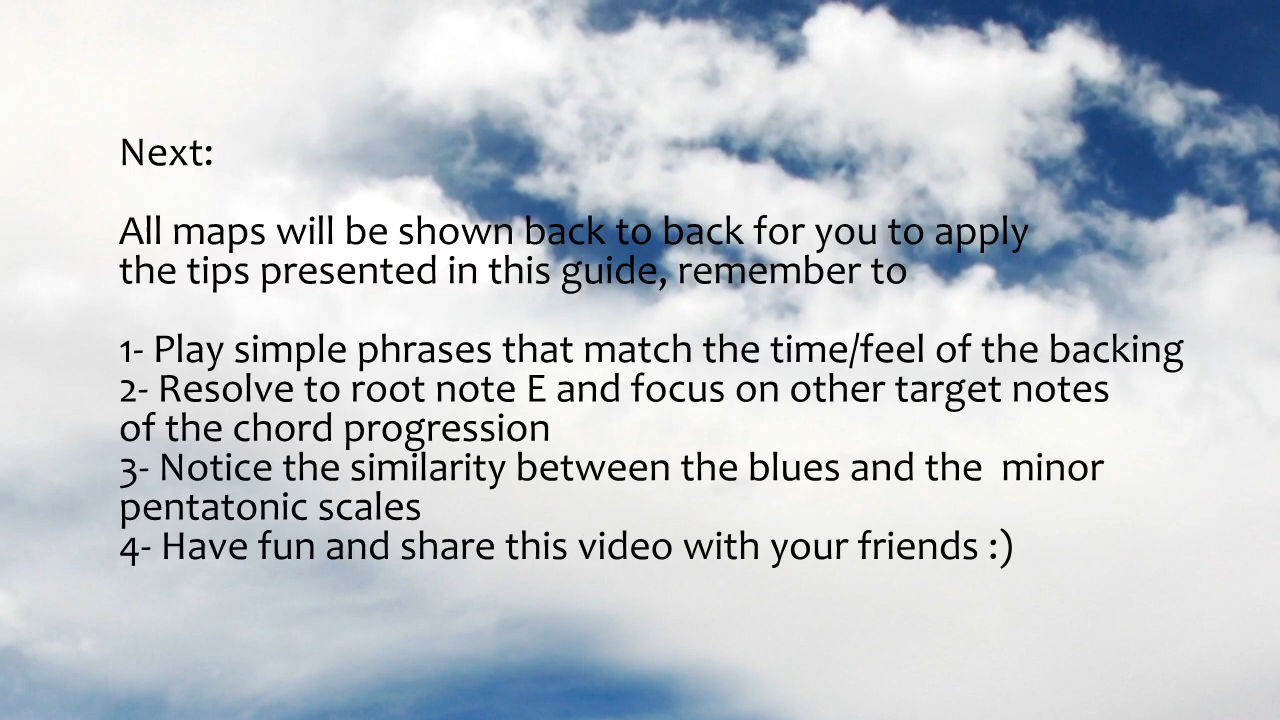 Next:
All maps will be shown back to back for you to apply
the tips presented in this guide, remember to
1- Play simple phrases that match the time/feel of the backing
2- Resolve to root note E and focus on other target notes
of the chord progression
3- Notice the similarity between the blues and the  minor
pentatonic scales
4- Have fun and share this video with your friends :)